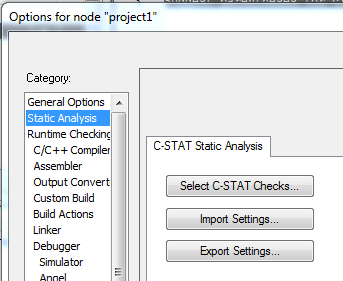 Options for node "project1"
Category:
General Options
Static Analysis
Runtime Checking
C/C++ Compiler
Assembler
Output Convert
Custom Build
Build Actions
Linker
Debugger
Simulator
Angel
C-STAT Static Analysis
Select C-STAT Checks...
Import Settings...
Export Settings...